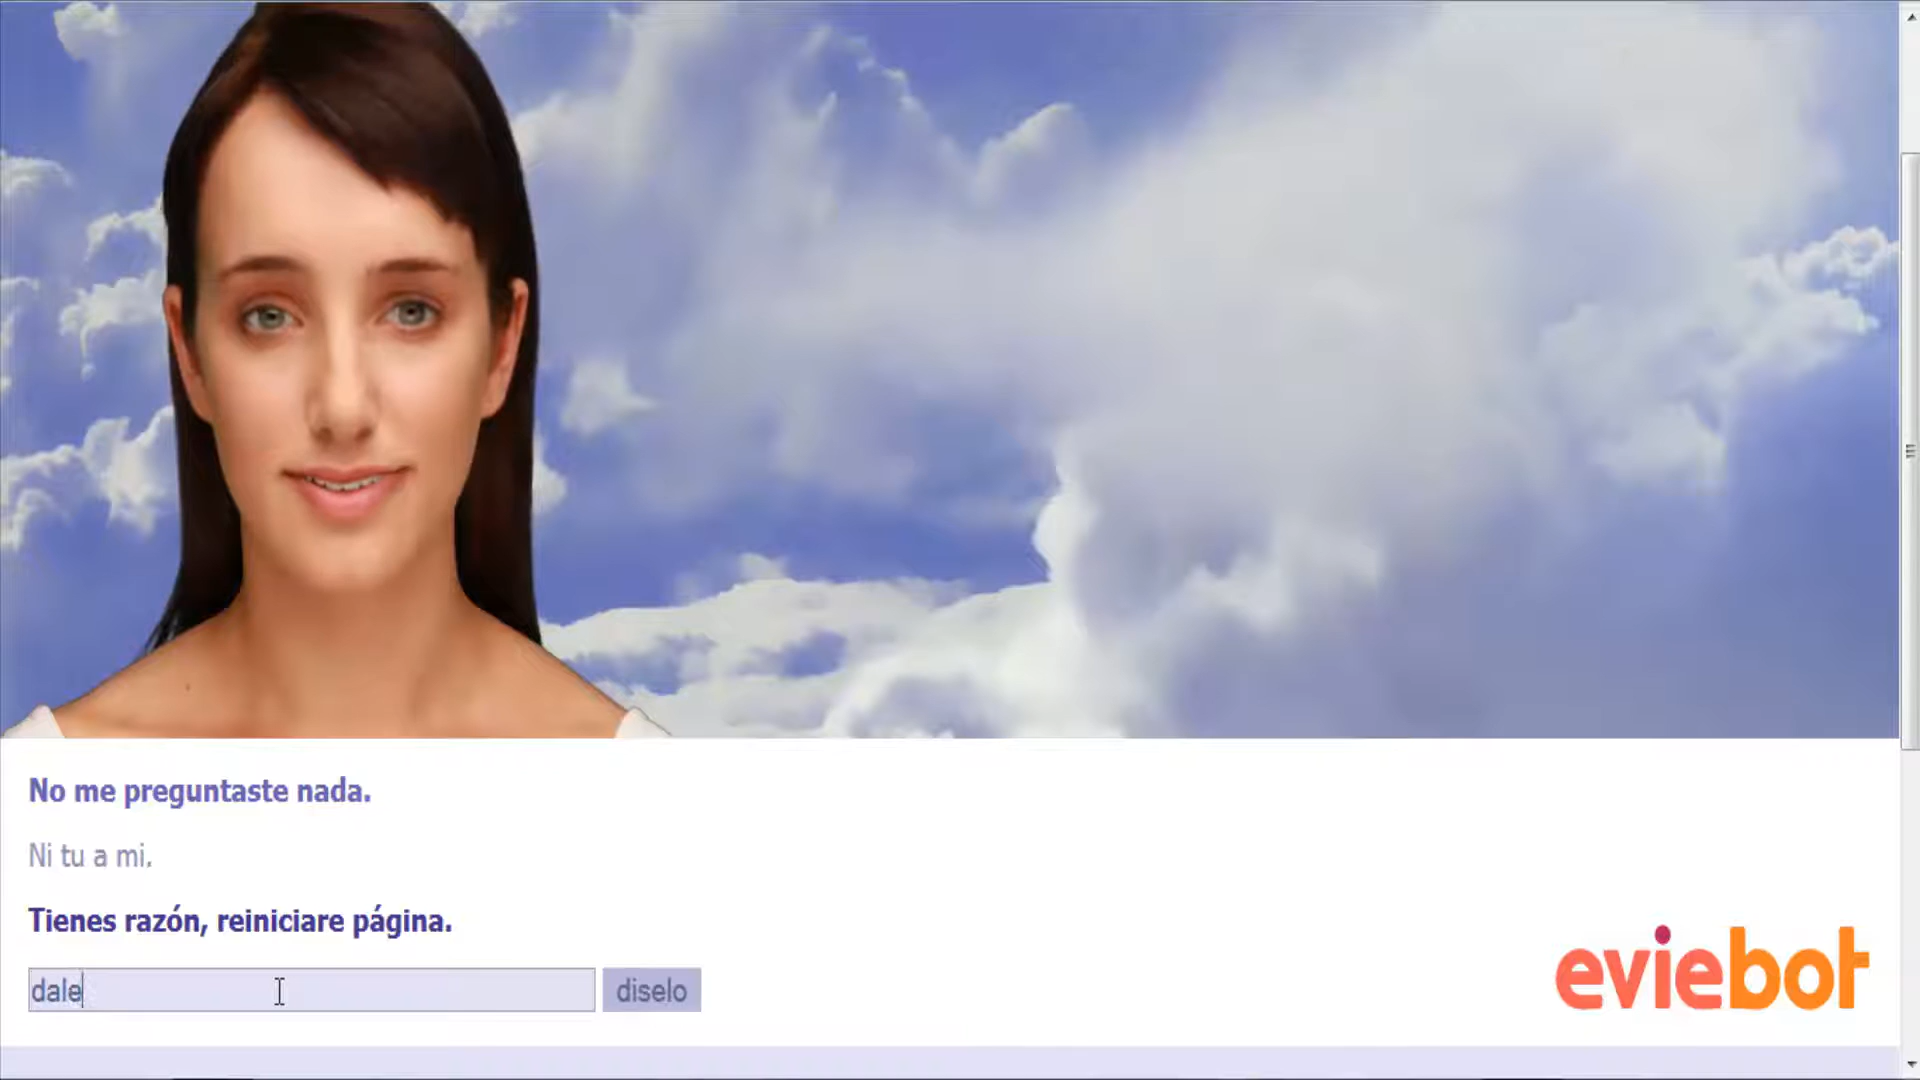 No me preguntaste nada.
Ni tu a mi.
Tienes razón, reiniciare página.
dale
diselo
eviebot